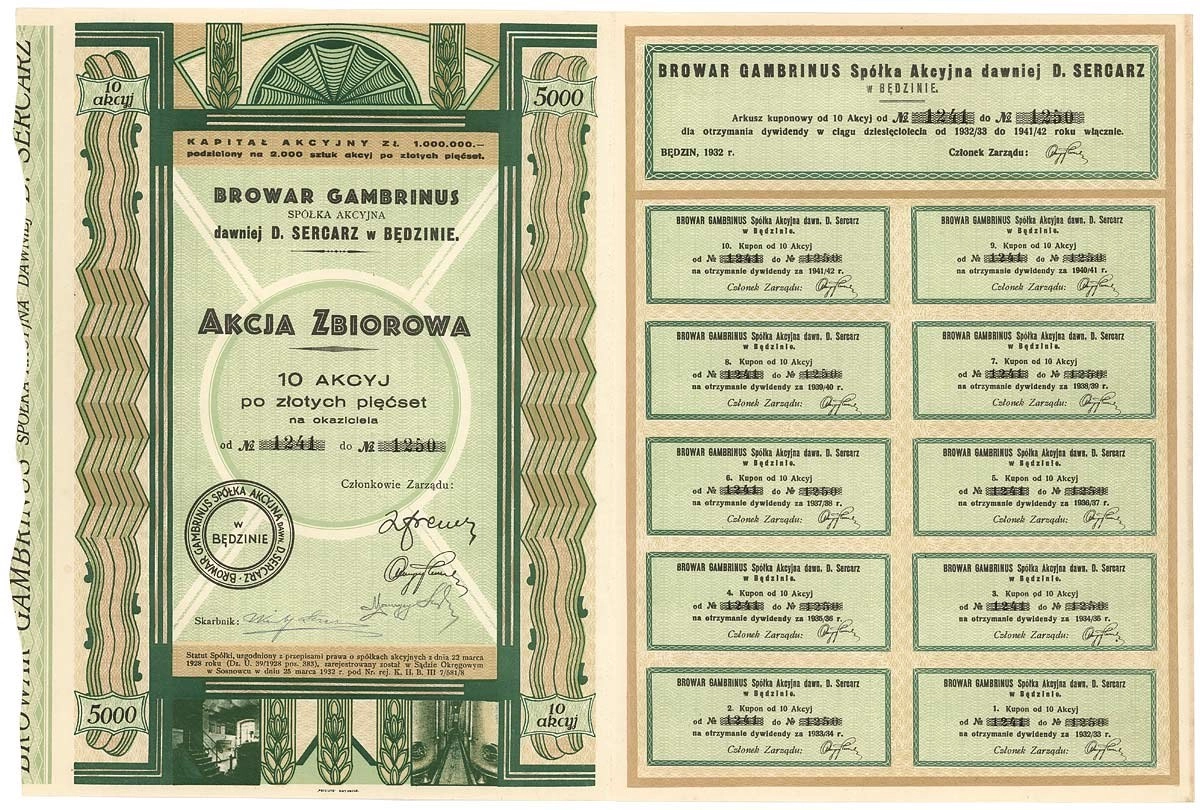 BROWAR GAMBRINUS SPÓŁKA AKCYJNA DAWNIEJ D. SERCARZ
10 akcyj
5000
KAPITAŁ AKCYJNY ZŁ. 1.000.000.—
podzielony na 2.000 sztuk akcyj po złotych pięćset.
BROWAR GAMBRINUS
SPÓŁKA AKCYJNA
dawniej D. SERCARZ w BĘDZINIE.
AKCJA ZBIOROWA
10 AKCYJ
po złotych pięćset
na okaziciela
od № 1241 do № 1250
Członkowie Zarządu:
BROWAR GAMBRINUS SPÓŁKA AKCYJNA DAWN. D. SERCARZ
w
BĘDZINIE
Skarbnik:
Statut Spółki, uzgodniony z przepisami prawa o spółkach akcyjnych z dnia 22 marca
1928 roku (Dz. U. 39/1928 pos. 383), zarejestrowany został w Sądzie Okręgowym
w Sosnowcu w dniu 25 marca 1932 r. pod Nr. rej. K. H. B. III 7/581/8
5000
10 akcyj
BROWAR GAMBRINUS Spółka Akcyjna dawniej D. SERCARZ
w BĘDZINIE.
Arkusz kuponowy od 10 Akcyj od № 1241 do № 1250
dla otrzymania dywidendy w ciągu dziesięciolecia od 1932/33 do 1941/42 roku włącznie.
BĘDZIN, 1932 r. Członek Zarządu:
BROWAR GAMBRINUS Spółka Akcyjna dawn. D. Sercarz
w Będzinie.
10. Kupon od 10 Akcyj
od № 1241 do № 1250
na otrzymanie dywidendy za 1941/42 r.
Członek Zarządu:
BROWAR GAMBRINUS Spółka Akcyjna dawn. D. Sercarz
w Będzinie.
9. Kupon od 10 Akcyj
od № 1241 do № 1250
na otrzymanie dywidendy za 1940/41 r.
Członek Zarządu:
BROWAR GAMBRINUS Spółka Akcyjna dawn. D. Sercarz
w Będzinie.
8. Kupon od 10 Akcyj
od № 1241 do № 1250
na otrzymanie dywidendy za 1939/40 r.
Członek Zarządu:
BROWAR GAMBRINUS Spółka Akcyjna dawn. D. Sercarz
w Będzinie.
7. Kupon od 10 Akcyj
od № 1241 do № 1250
na otrzymanie dywidendy za 1938/39 r.
Członek Zarządu:
BROWAR GAMBRINUS Spółka Akcyjna dawn. D. Sercarz
w Będzinie.
6. Kupon od 10 Akcyj
od № 1241 do № 1250
na otrzymanie dywidendy za 1937/38 r.
Członek Zarządu:
BROWAR GAMBRINUS Spółka Akcyjna dawn. D. Sercarz
w Będzinie.
5. Kupon od 10 Akcyj
od № 1241 do № 1250
na otrzymanie dywidendy za 1936/37 r.
Członek Zarządu:
BROWAR GAMBRINUS Spółka Akcyjna dawn. D. Sercarz
w Będzinie.
4. Kupon od 10 Akcyj
od № 1241 do № 1250
na otrzymanie dywidendy za 1935/36 r.
Członek Zarządu:
BROWAR GAMBRINUS Spółka Akcyjna dawn. D. Sercarz
w Będzinie.
3. Kupon od 10 Akcyj
od № 1241 do № 1250
na otrzymanie dywidendy za 1934/35 r.
Członek Zarządu:
BROWAR GAMBRINUS Spółka Akcyjna dawn. D. Sercarz
w Będzinie.
2. Kupon od 10 Akcyj
od № 1241 do № 1250
na otrzymanie dywidendy za 1933/34 r.
Członek Zarządu:
BROWAR GAMBRINUS Spółka Akcyjna dawn. D. Sercarz
w Będzinie.
1. Kupon od 10 Akcyj
od № 1241 do № 1250
na otrzymanie dywidendy za 1932/33 r.
Członek Zarządu: